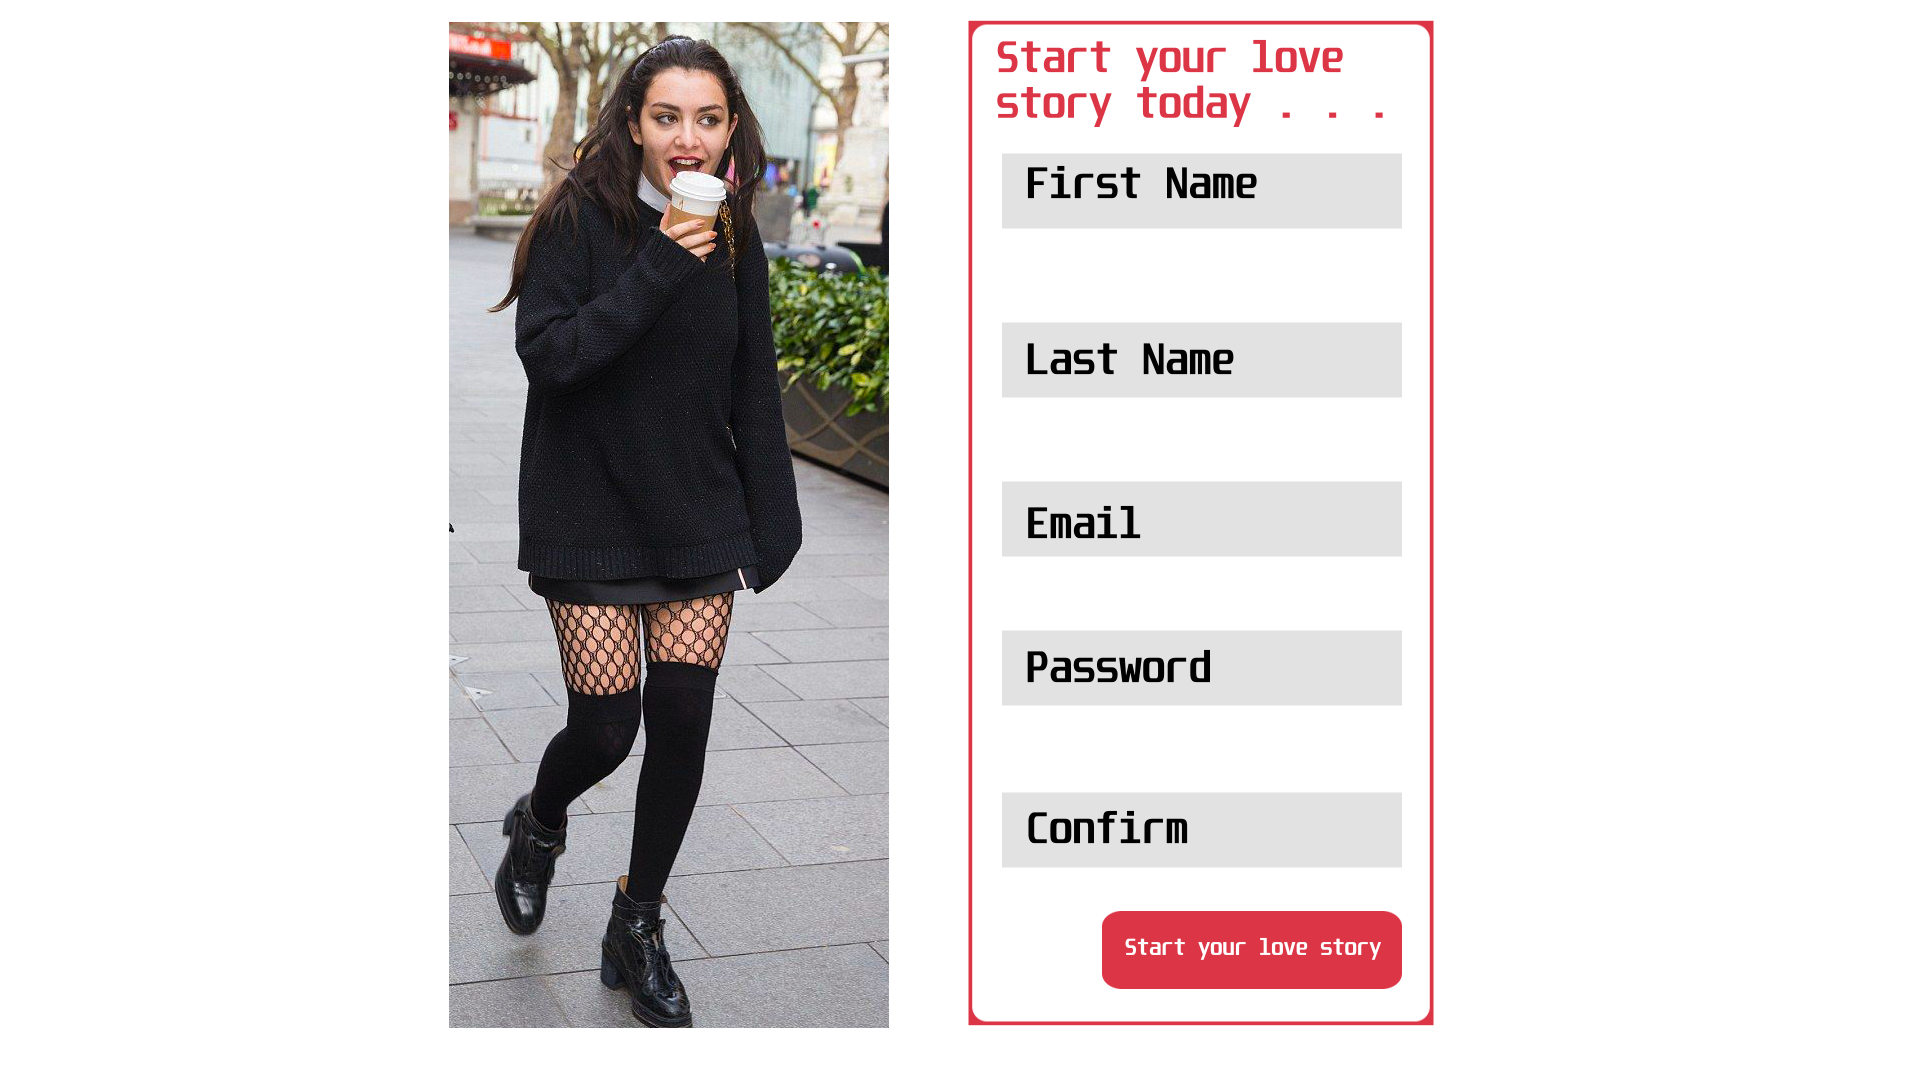 Start your love
story today . . .
First Name
Last Name
Email
Password
Confirm
Start your love story